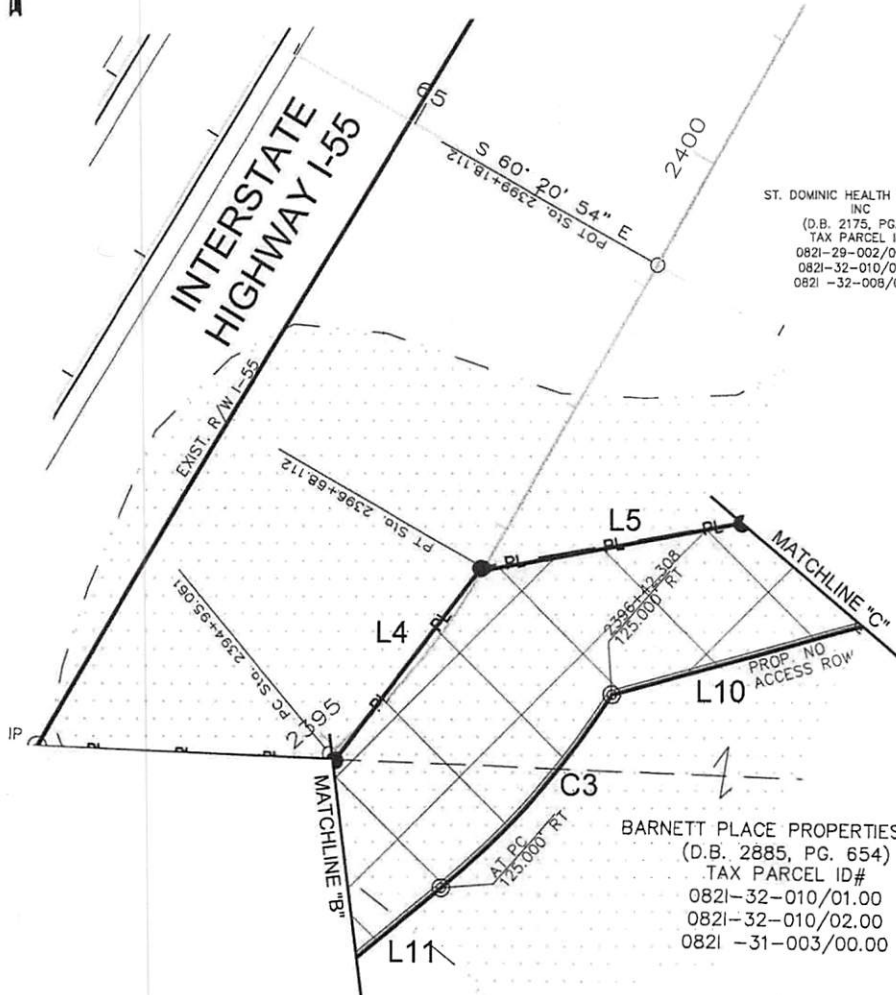 INTERSTATE
HIGHWAY I-55
65
S 60° 20' 54" E
POT Sta. 2399+18.112
2400
ST. DOMINIC HEALTH
INC
(D.B. 2175, PG.
TAX PARCEL I
0821-29-002/0
0821-32-010/0
0821 -32-008/
EXIST. R/W I-55
PT Sta. 2396+68.112
L5
PL
PL
PL
MATCHLINE "C"
2396+42.308
125.000' RT
L4
PL
PL
PC Sta. 2394+95.061
PROP. NO
ACCESS ROW
L10
2395
IP
PL
PL
PL
C3
MATCHLINE "B"
AT PC
125.000' RT
L11
BARNETT PLACE PROPERTIES
(D.B. 2885, PG. 654)
TAX PARCEL ID#
0821-32-010/01.00
0821-32-010/02.00
0821 -31-003/00.00